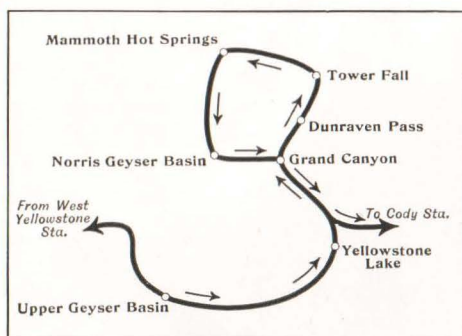 Mammoth Hot Springs
Tower Fall
Dunraven Pass
Norris Geyser Basin
Grand Canyon
From West
Yellowstone
Sta.
To Cody Sta.
Yellowstone
Lake
Upper Geyser Basin